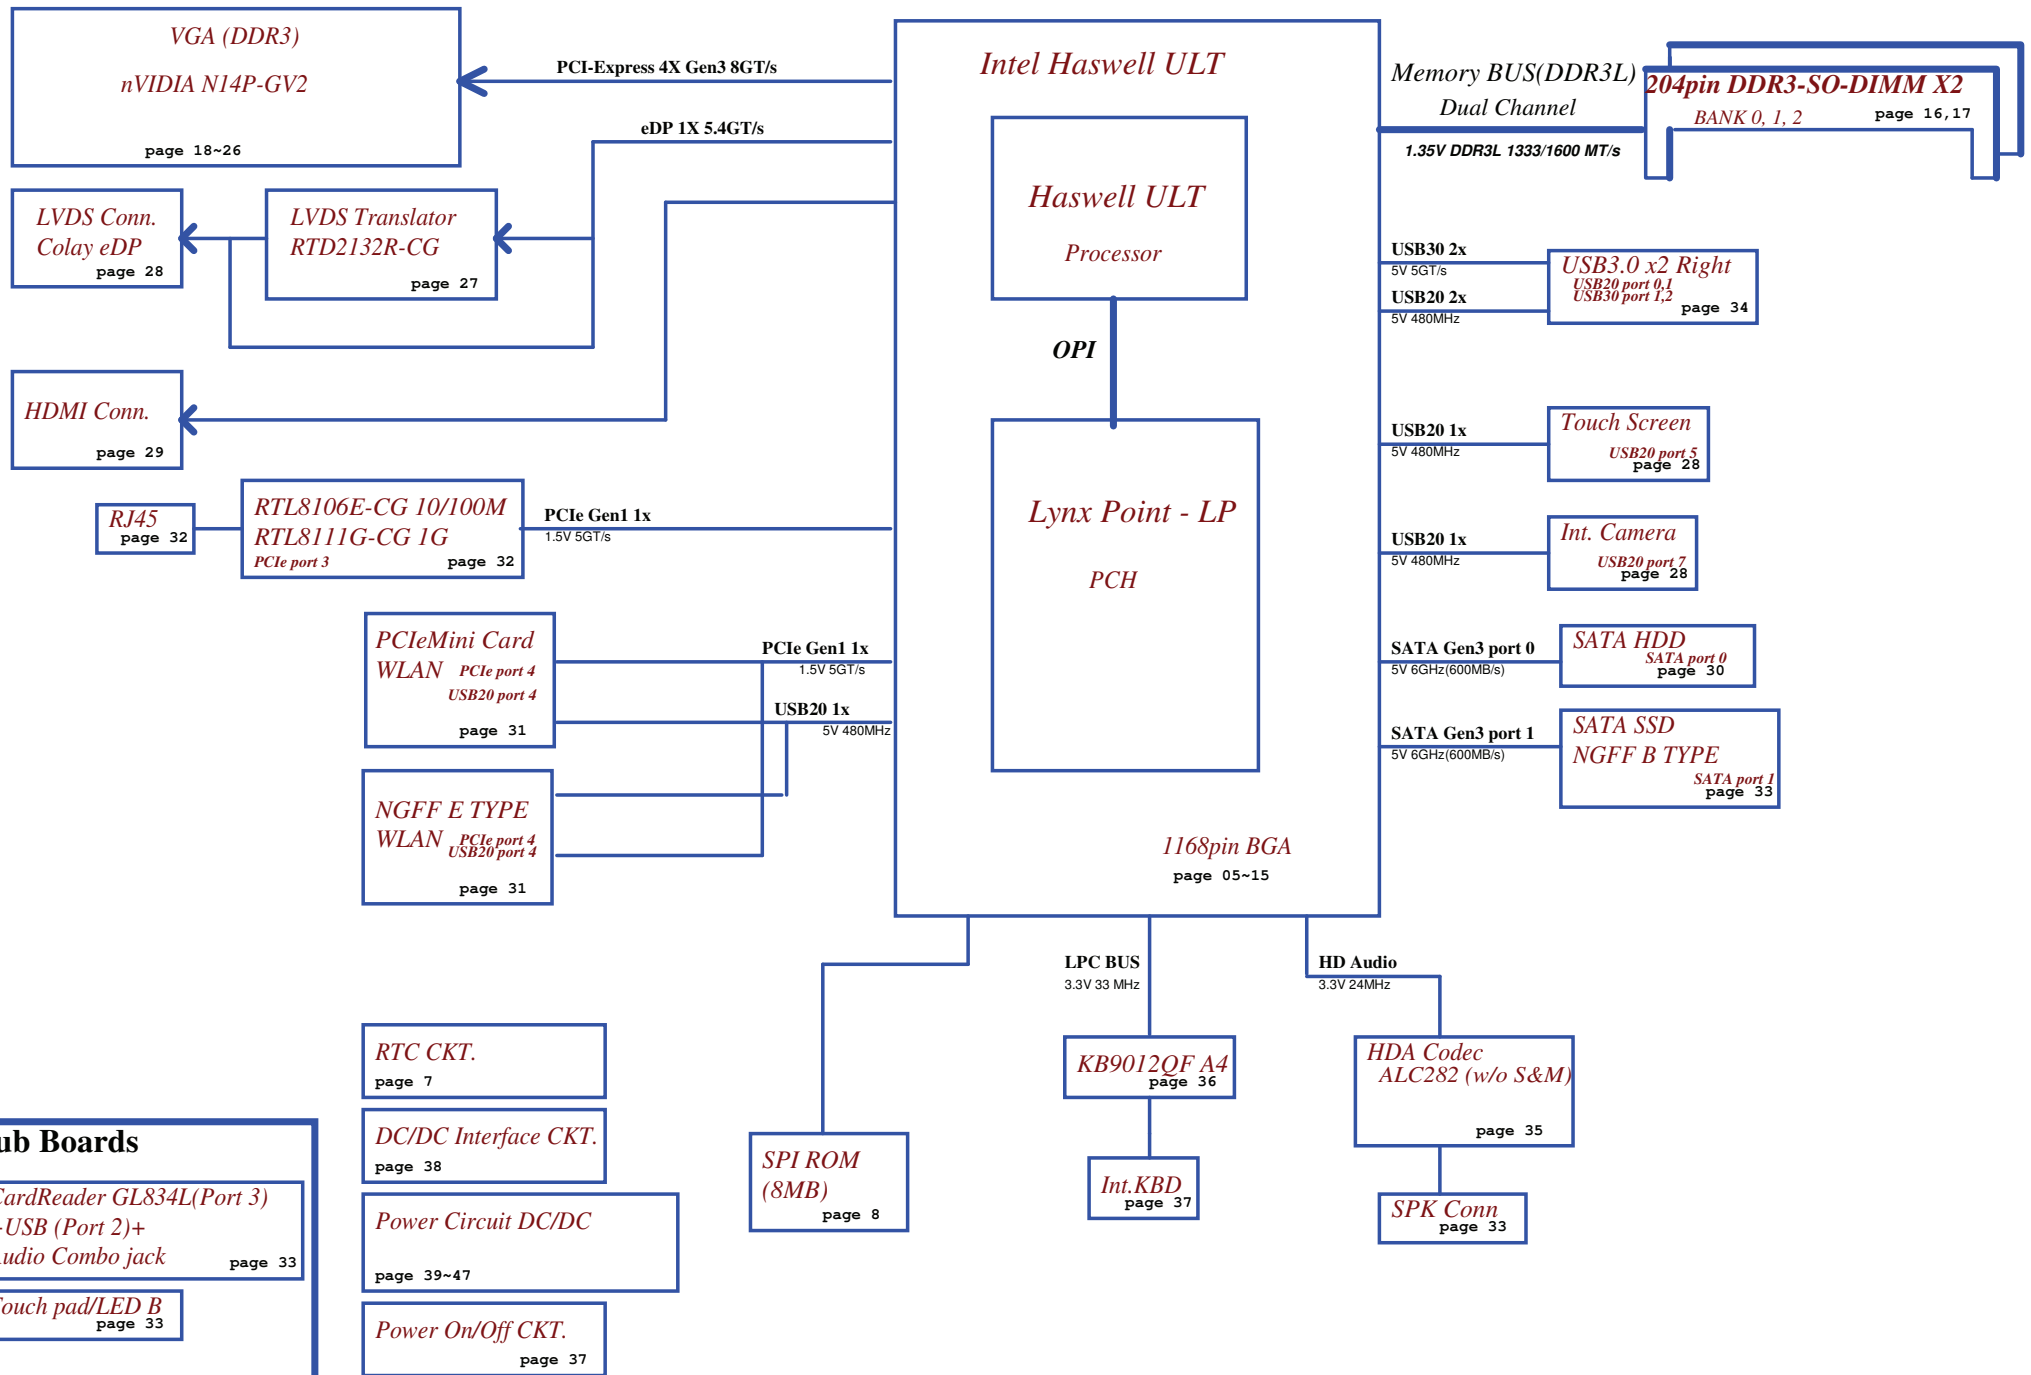 VGA (DDR3)
nVIDIA N14P-GV2
page 18~26
PCI-Express 4X Gen3 8GT/s
eDP 1X 5.4GT/s
LVDS Conn.
Colay eDP
page 28
LVDS Translator
RTD2132R-CG
page 27
HDMI Conn.
page 29
RJ45
page 32
RTL8106E-CG 10/100M
RTL8111G-CG 1G
PCIe port 3
page 32
PCIe Gen1 1x
1.5V 5GT/s
PCIeMini Card
WLAN PCIe port 4
USB20 port 4
page 31
PCIe Gen1 1x
1.5V 5GT/s
USB20 1x
5V 480MHz
NGFF E TYPE
WLAN PCIe port 4
USB20 port 4
page 31
Intel Haswell ULT
Haswell ULT
Processor
OPI
Lynx Point - LP
PCH
1168pin BGA
page 05~15
Memory BUS(DDR3L)
Dual Channel
1.35V DDR3L 1333/1600 MT/s
204pin DDR3-SO-DIMM X2
BANK 0, 1, 2
page 16,17
USB30 2x
5V 5GT/s
USB20 2x
5V 480MHz
USB3.0 x2 Right
USB20 port 0,1
USB30 port 1,2
page 34
USB20 1x
5V 480MHz
Touch Screen
USB20 port 5
page 28
USB20 1x
5V 480MHz
Int. Camera
USB20 port 7
page 28
SATA Gen3 port 0
5V 6GHz(600MB/s)
SATA HDD
SATA port 0
page 30
SATA Gen3 port 1
5V 6GHz(600MB/s)
SATA SSD
NGFF B TYPE
SATA port 1
page 33
LPC BUS
3.3V 33 MHz
HD Audio
3.3V 24MHz
KB9012QF A4
page 36
Int.KBD
page 37
HDA Codec
ALC282 (w/o S&M)
page 35
SPK Conn
page 33
SPI ROM
(8MB)
page 8
RTC CKT.
page 7
DC/DC Interface CKT.
page 38
Power Circuit DC/DC
page 39~47
Power On/Off CKT.
page 37
ub Boards
CardReader GL834L(Port 3)
-USB (Port 2)+
udio Combo jack
page 33
Touch pad/LED B
page 33